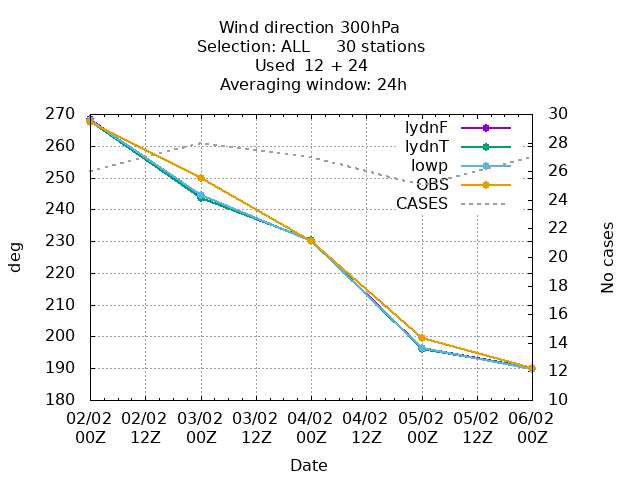 Wind direction 300hPa
Selection: ALL     30 stations
Used  12 + 24
Averaging window: 24h
270
260
250
240
230
220
210
200
190
180
deg
30
28
26
24
22
20
18
16
14
12
10
No cases
lydnF
lydnT
lowp
OBS
CASES
02/02 02/02 03/02 03/02 04/02 04/02 05/02 05/02 06/02
00Z 12Z 00Z 12Z 00Z 12Z 00Z 12Z 00Z
Date